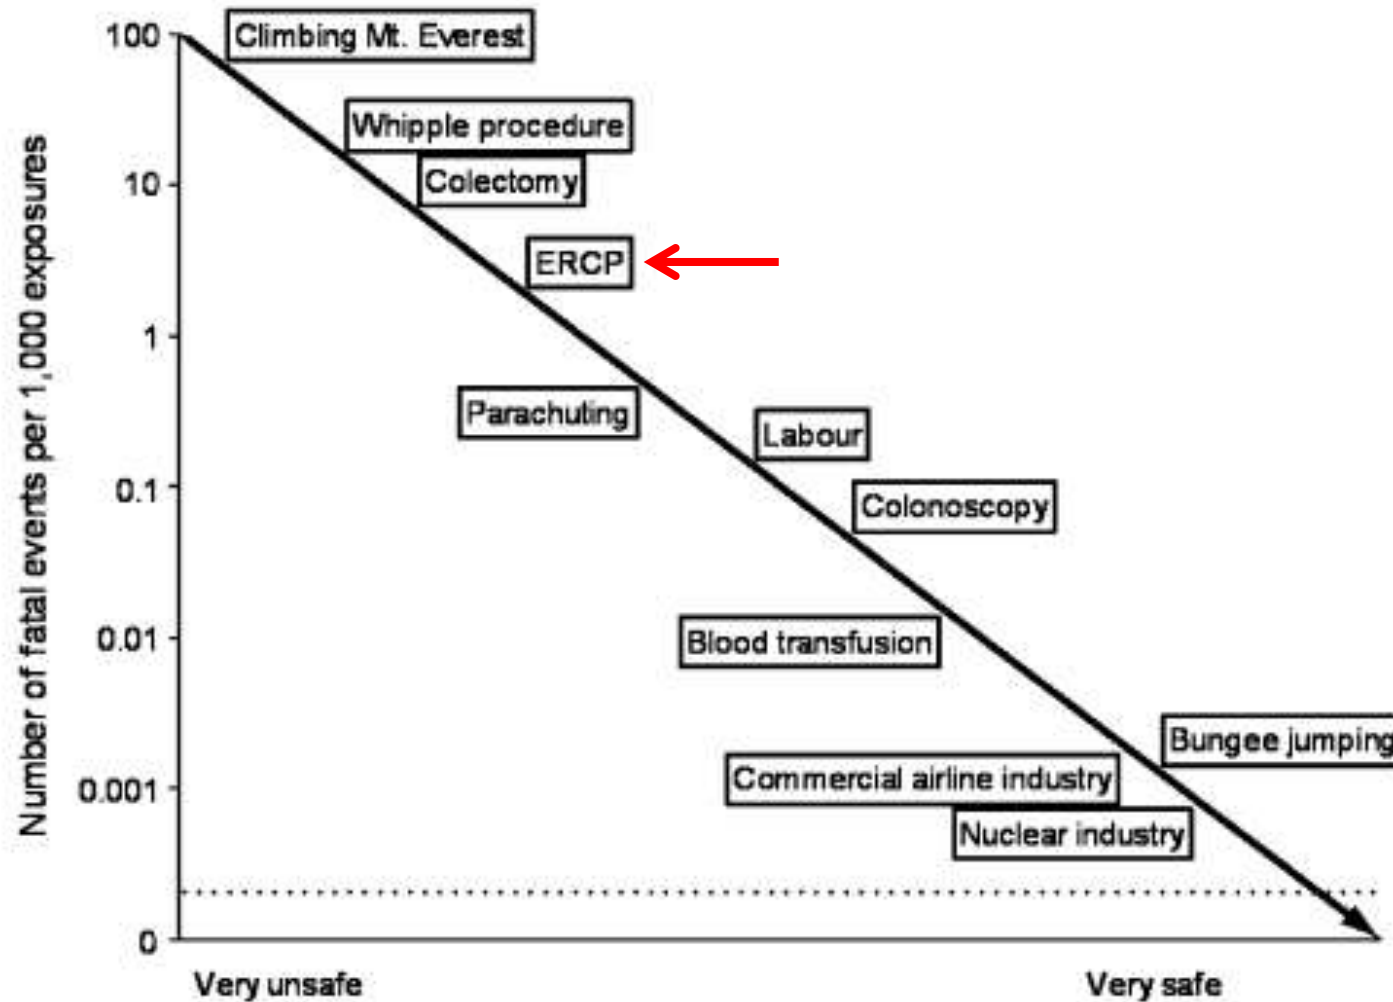 Number of fatal events per 1,000 exposures
100
10
1
0.1
0.01
0.001
0
Climbing Mt. Everest
Whipple procedure
Colectomy
ERCP
Parachuting
Labour
Colonoscopy
Blood transfusion
Bungee jumping
Commercial airline industry
Nuclear industry
Very unsafe
Very safe